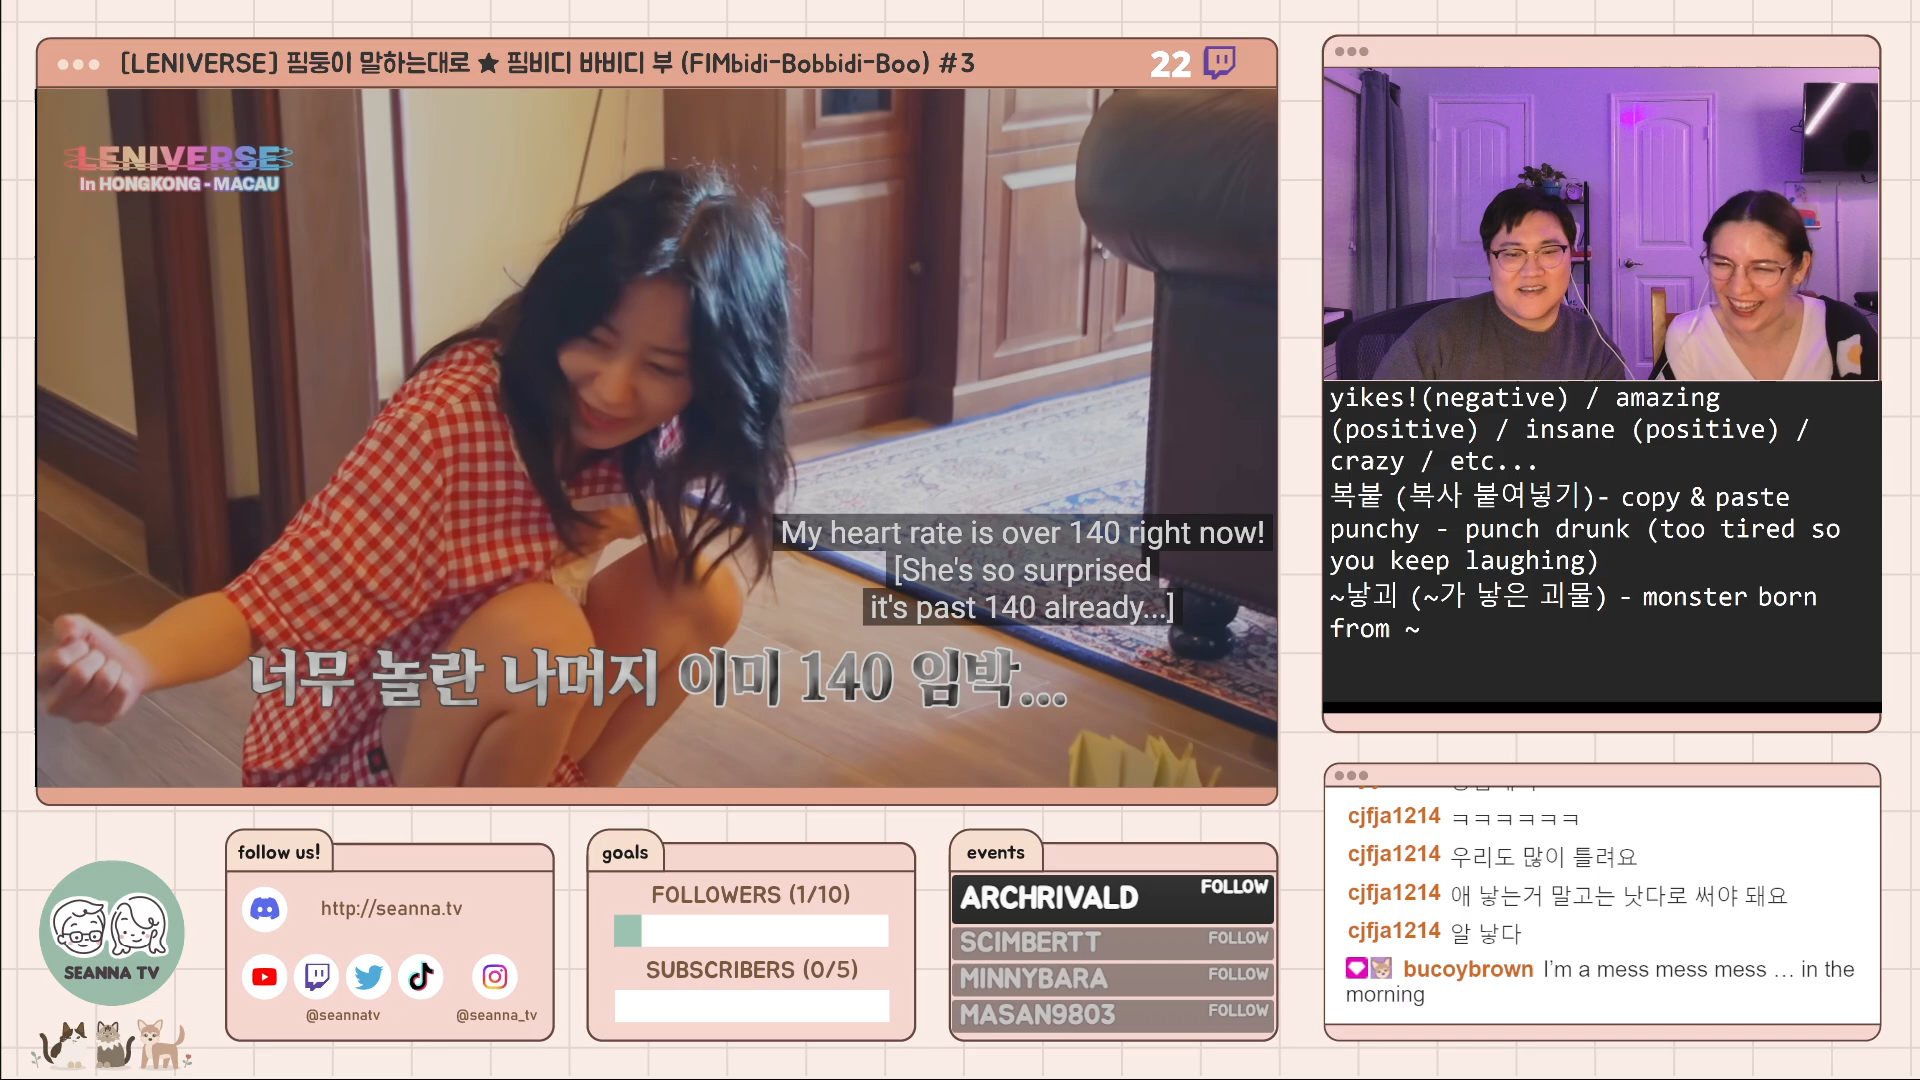 [LENIVERSE] 핌둥이 말하는대로 ★ 핌비디 바비디 부 (FIMbidi-Bobbidi-Boo) #3
22
LENIVERSE
In HONGKONG - MACAU
My heart rate is over 140 right now!
[She's so surprised
it's past 140 already...]
너무 놀란 나머지 이미 140 임박...
yikes!(negative) / amazing
(positive) / insane (positive) /
crazy / etc...
복붙 (복사 붙여넣기)- copy & paste
punchy - punch drunk (too tired so
you keep laughing)
~낳괴 (~가 낳은 괴물) - monster born
from ~
cjfja1214 ㅋㅋㅋㅋㅋㅋ
cjfja1214 우리도 많이 틀려요
cjfja1214 애 낳는거 말고는 낫다로 써야 돼요
cjfja1214 알 낳다
bucoybrown I'm a mess mess mess … in the
morning
SEANNA TV
follow us!
http://seanna.tv
@seannatv
@seanna_tv
goals
FOLLOWERS (1/10)
SUBSCRIBERS (0/5)
events
ARCHRIVALD FOLLOW
SCIMBERTT FOLLOW
MINNYBARA FOLLOW
MASAN9803 FOLLOW